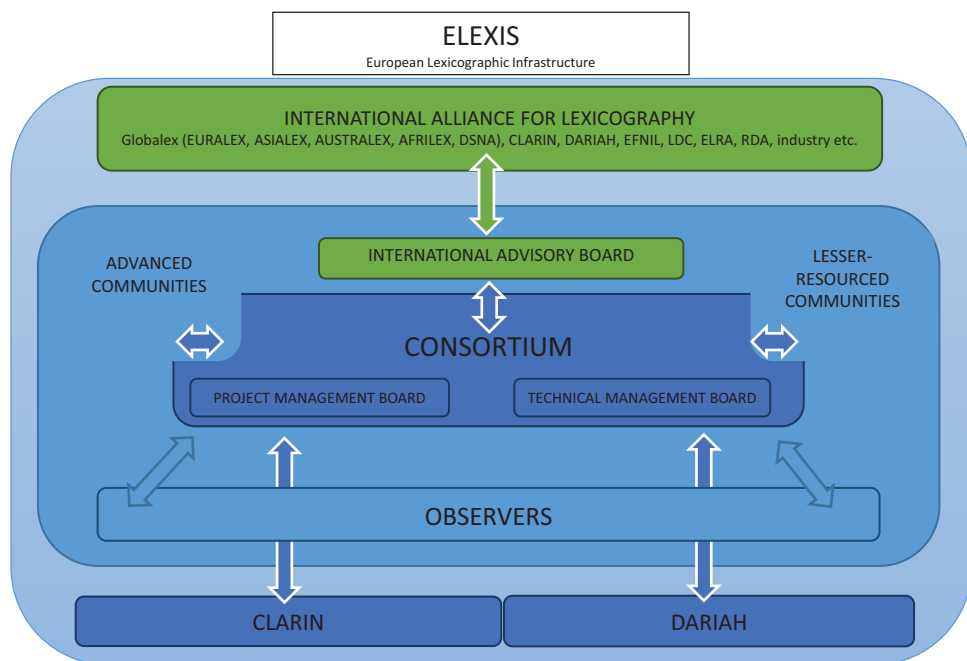 ELEXIS
European Lexicographic Infrastructure
INTERNATIONAL ALLIANCE FOR LEXICOGRAPHY
Globalex (EURALEX, ASIALEX, AUSTRALEX, AFRILEX, DSNA), CLARIN, DARIAH, EFNIL, LDC, ELRA, RDA, industry etc.
INTERNATIONAL ADVISORY BOARD
ADVANCED
COMMUNITIES
LESSER-
RESOURCED
COMMUNITIES
CONSORTIUM
PROJECT MANAGEMENT BOARD
TECHNICAL MANAGEMENT BOARD
OBSERVERS
CLARIN
DARIAH